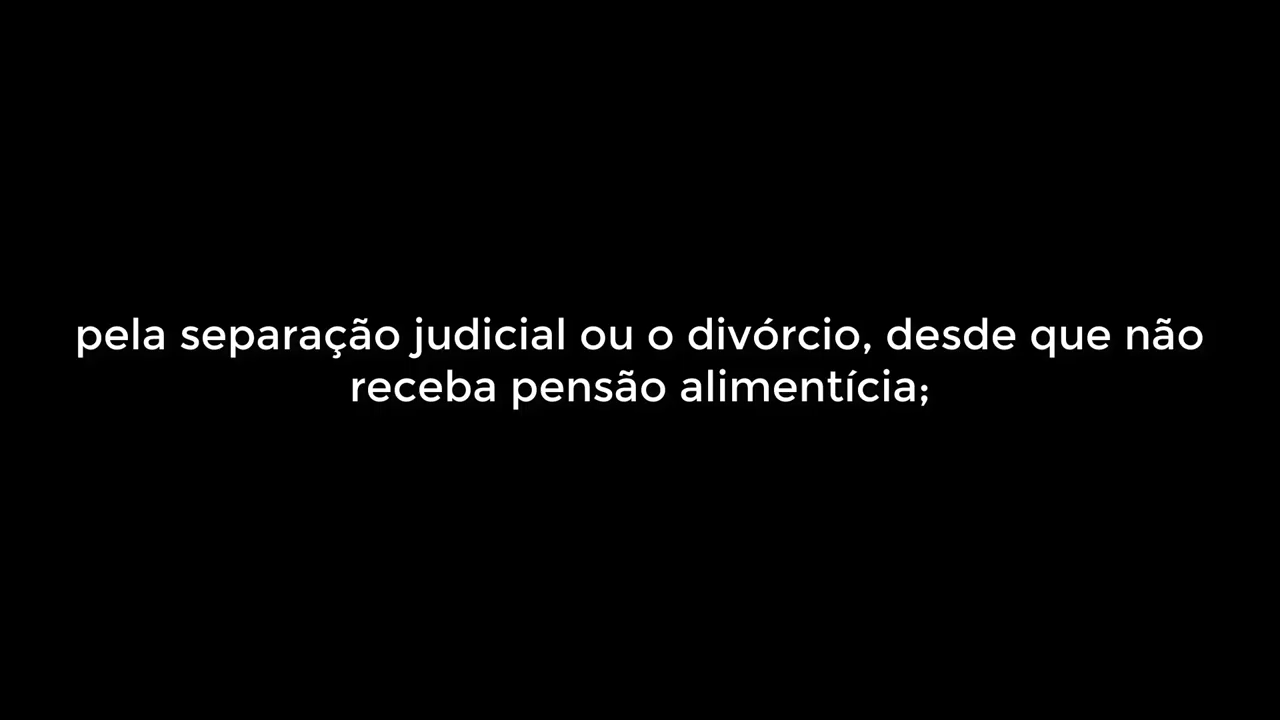 pela separação judicial ou o divórcio, desde que não
receba pensão alimentícia;